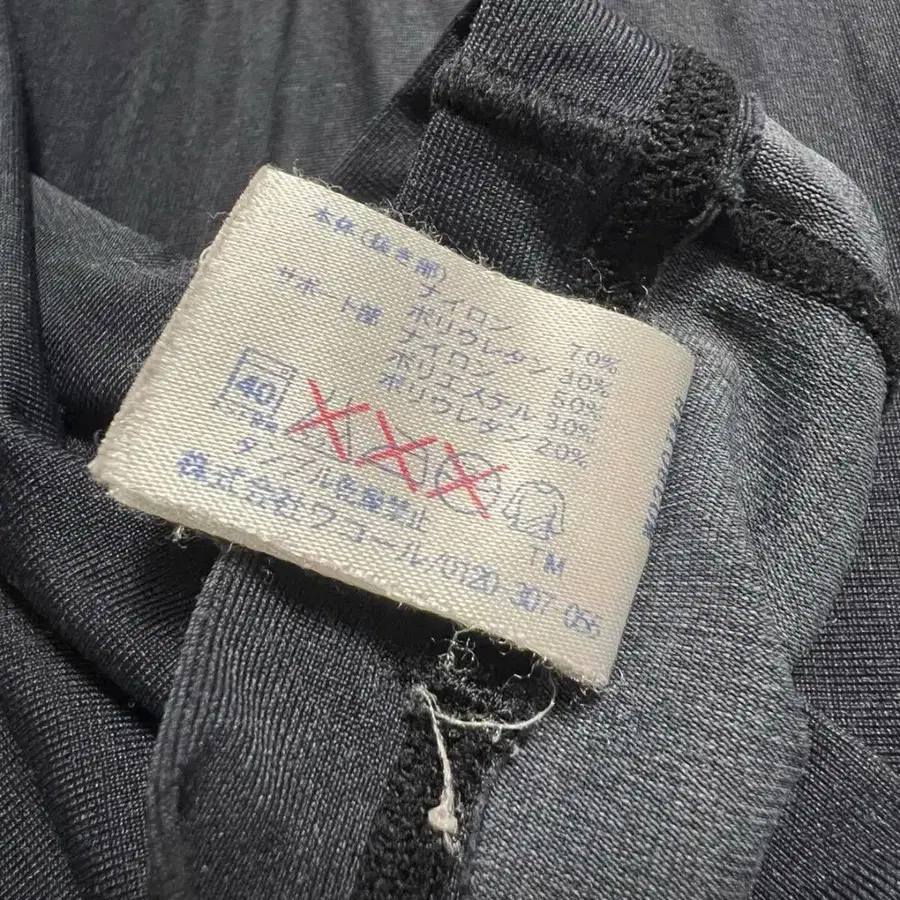 本体
ナイロン 70%
ポリウレタン 30%
サポート部 ナイロン 50%
ポリエステル 30%
ポリウレタン 20%
40
タンブル乾燥禁止 TM
株式会社ワコール/0120 307 056